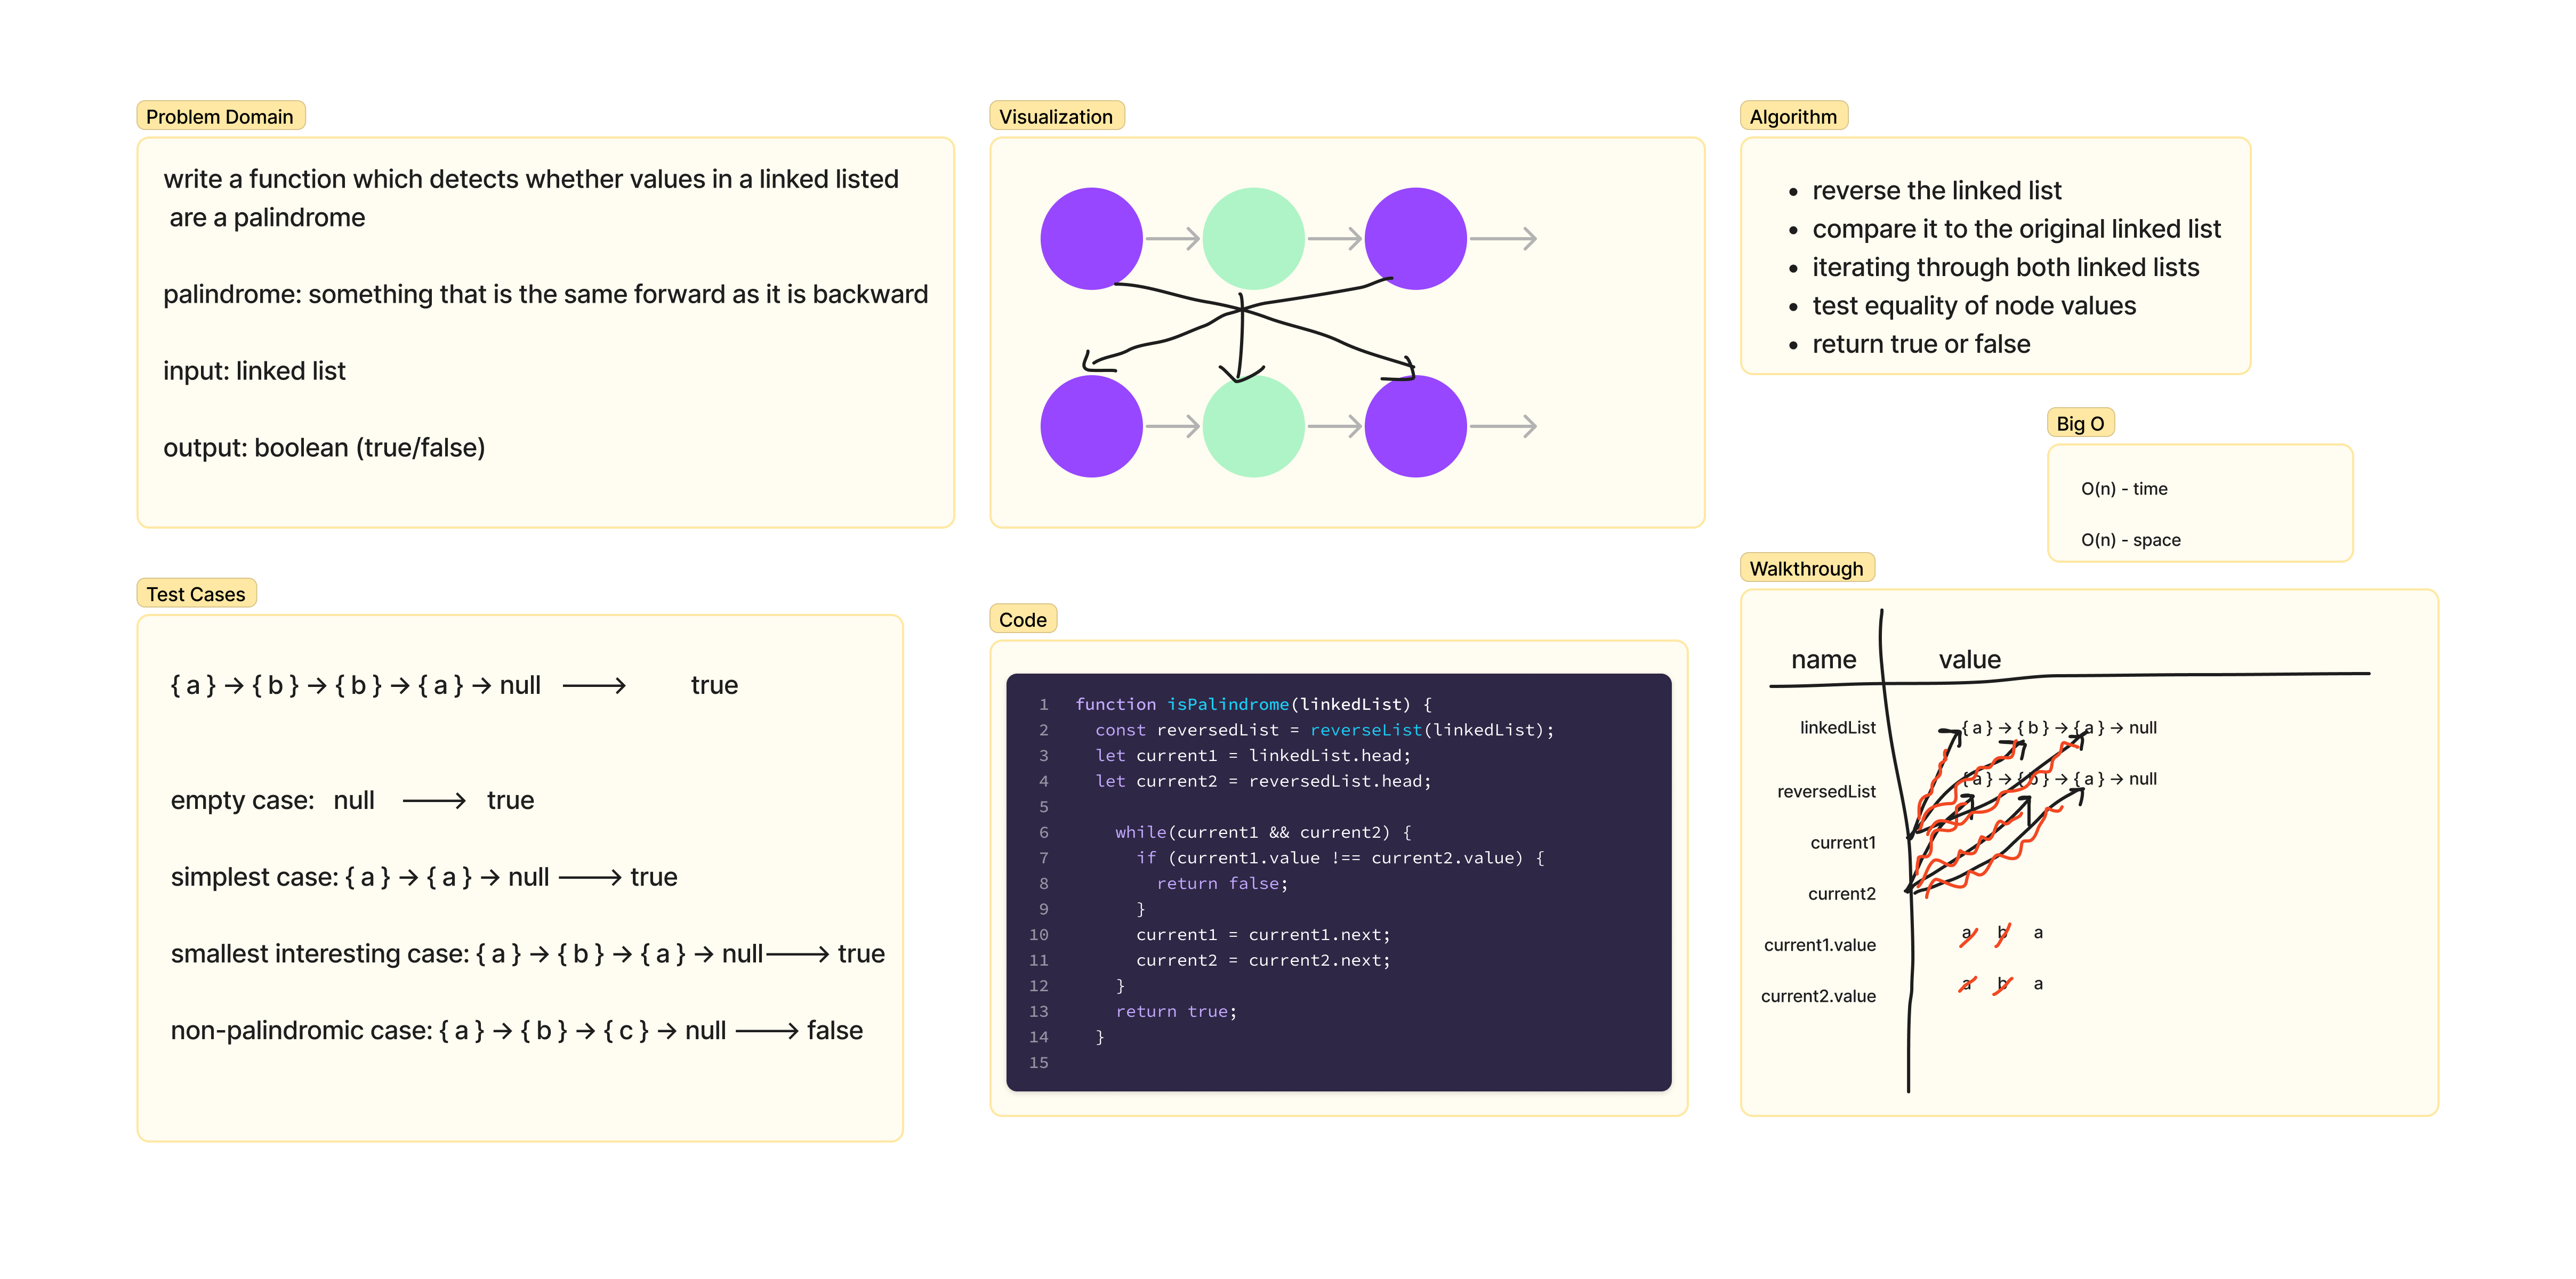 Problem Domain
write a function which detects whether values in a linked listed
are a palindrome
palindrome: something that is the same forward as it is backward
input: linked list
output: boolean (true/false)
Visualization
Algorithm
• reverse the linked list
• compare it to the original linked list
• iterating through both linked lists
• test equality of node values
• return true or false
Big O
O(n) - time
O(n) - space
Test Cases
{ a } → { b } → { b } → { a } → null ⟶ true
empty case: null ⟶ true
simplest case: { a } → { a } → null ⟶ true
smallest interesting case: { a } → { b } → { a } → null ⟶ true
non-palindromic case: { a } → { b } → { c } → null ⟶ false
Code
1 function isPalindrome(linkedList) {
2 const reversedList = reverseList(linkedList);
3 let current1 = linkedList.head;
4 let current2 = reversedList.head;
5
6 while(current1 && current2) {
7 if (current1.value !== current2.value) {
8 return false;
9 }
10 current1 = current1.next;
11 current2 = current2.next;
12 }
13 return true;
14 }
15
Walkthrough
name value
linkedList { a } → { b } → { a } → null
reversedList { a } → { b } → { a } → null
current1
current2
current1.value a b a
current2.value a b a